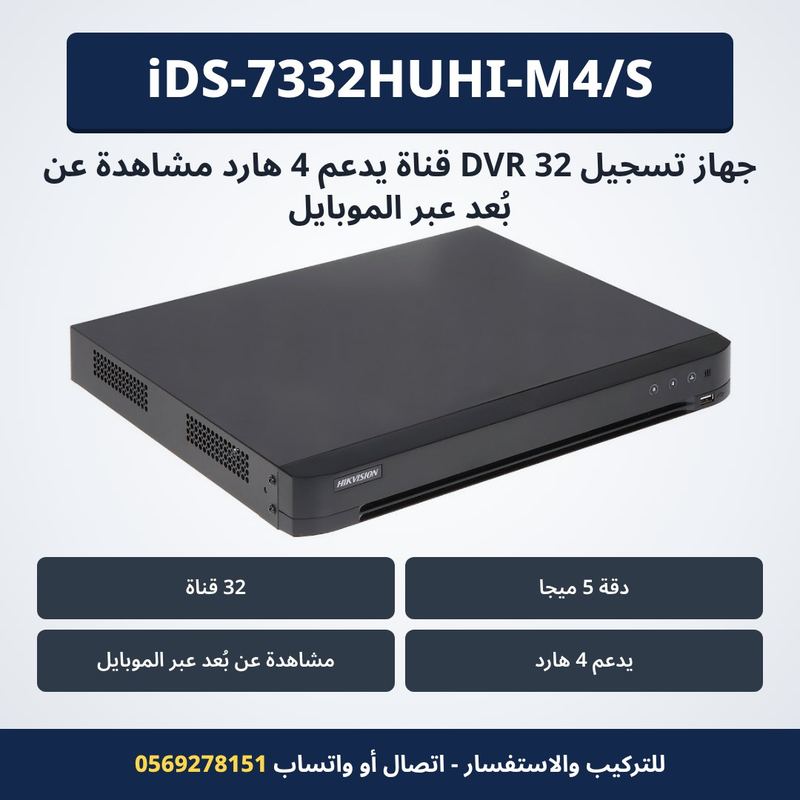 iDS-7332HUHI-M4/S
جهاز تسجيل DVR 32 قناة يدعم 4 هارد مشاهدة عن
بُعد عبر الموبايل
HIKVISION
دقة 5 ميجا
32 قناة
يدعم 4 هارد
مشاهدة عن بُعد عبر الموبايل
للتركيب والاستفسار - اتصال أو واتساب 0569278151